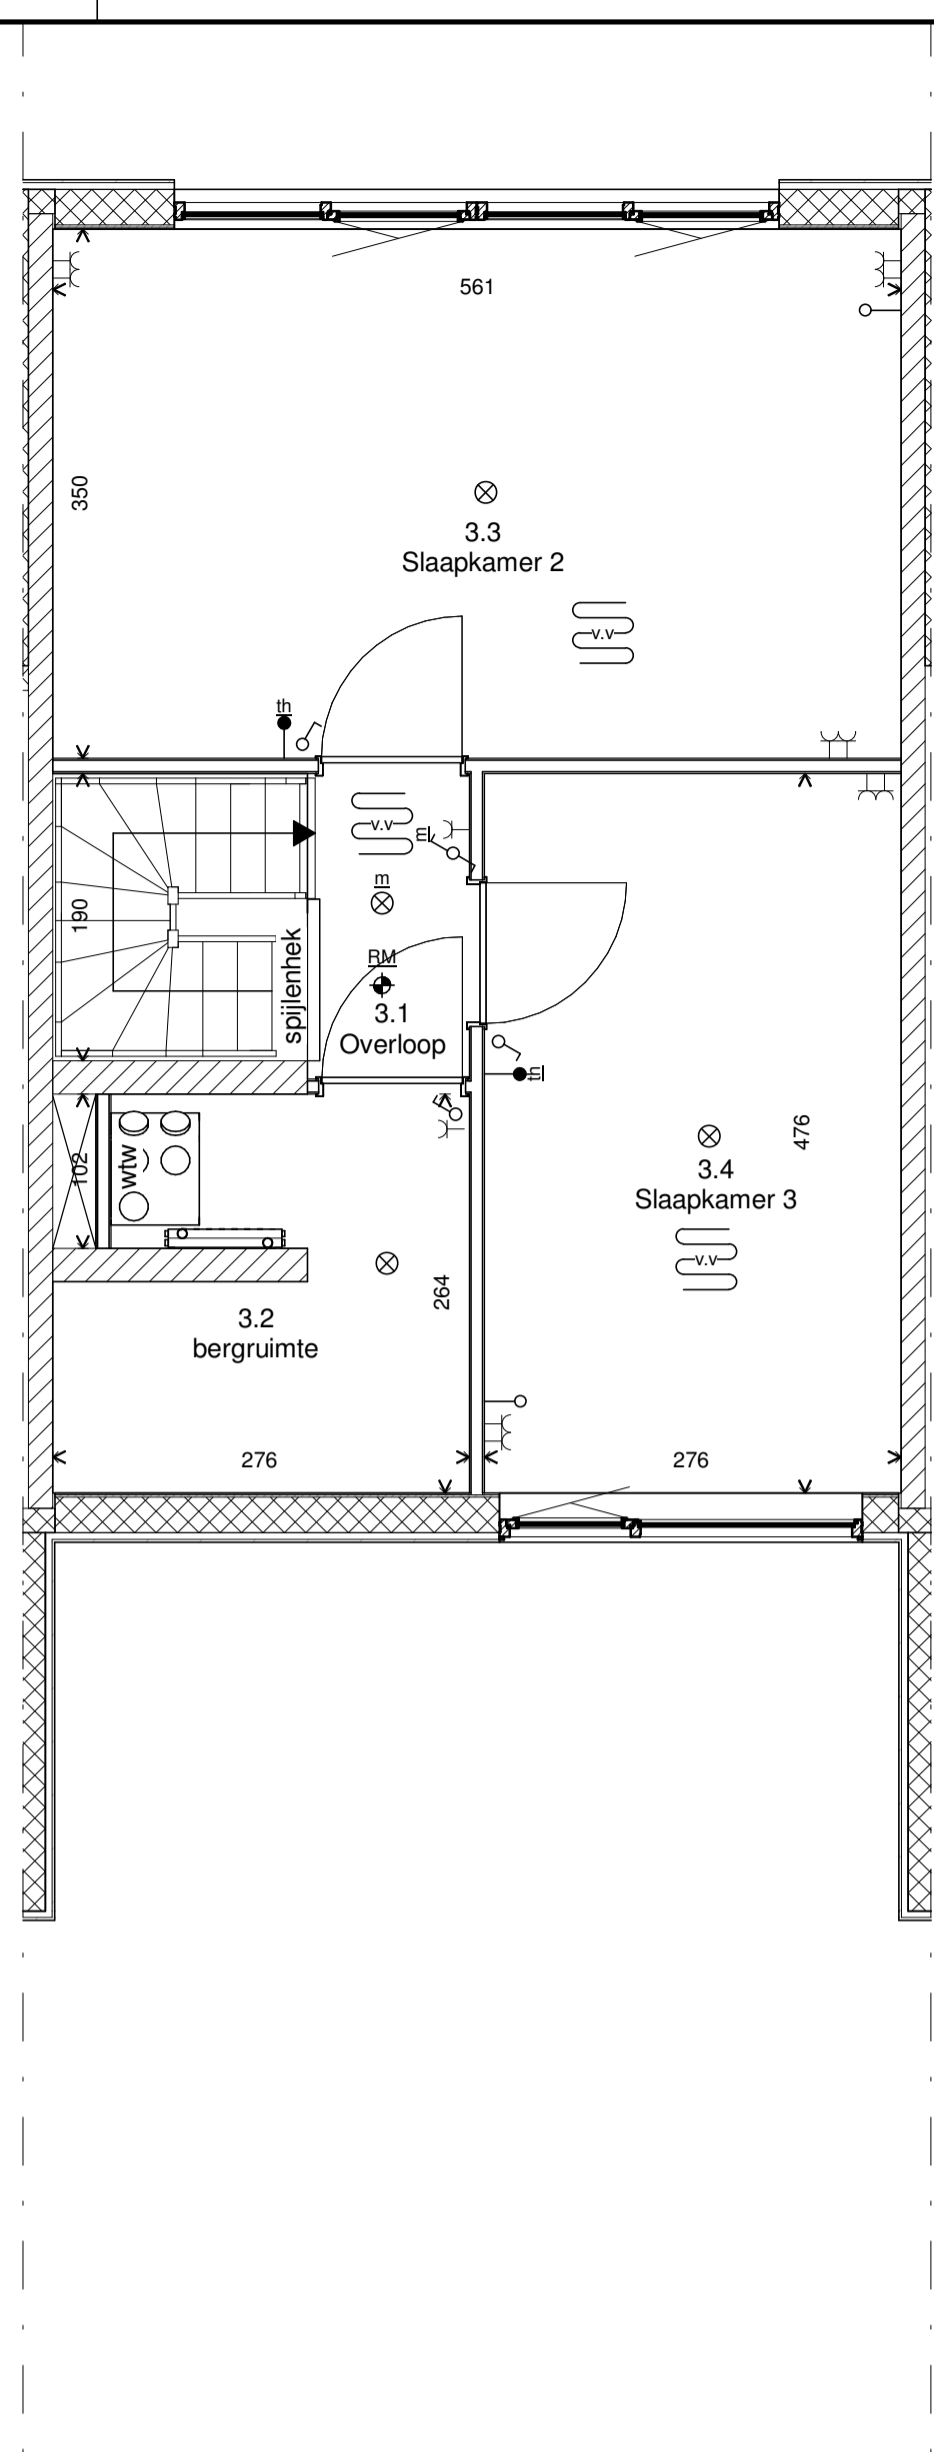 561
350
3.3
Slaapkamer 2
v.v
th
v.v
m
m
190
spijlenhek
RM
3.1
Overloop
th
102
wtw
476
3.4
Slaapkamer 3
v.v
264
3.2
bergruimte
276
276